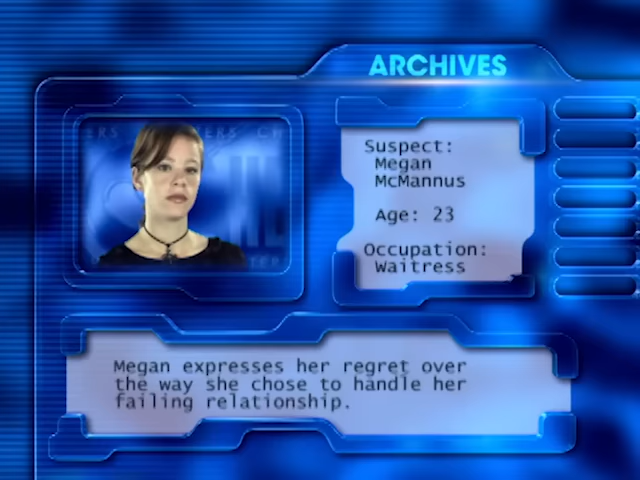 ARCHIVES
Suspect:
Megan
McMannus
Age: 23
Occupation:
Waitress
Megan expresses her regret over
the way she chose to handle her
failing relationship.